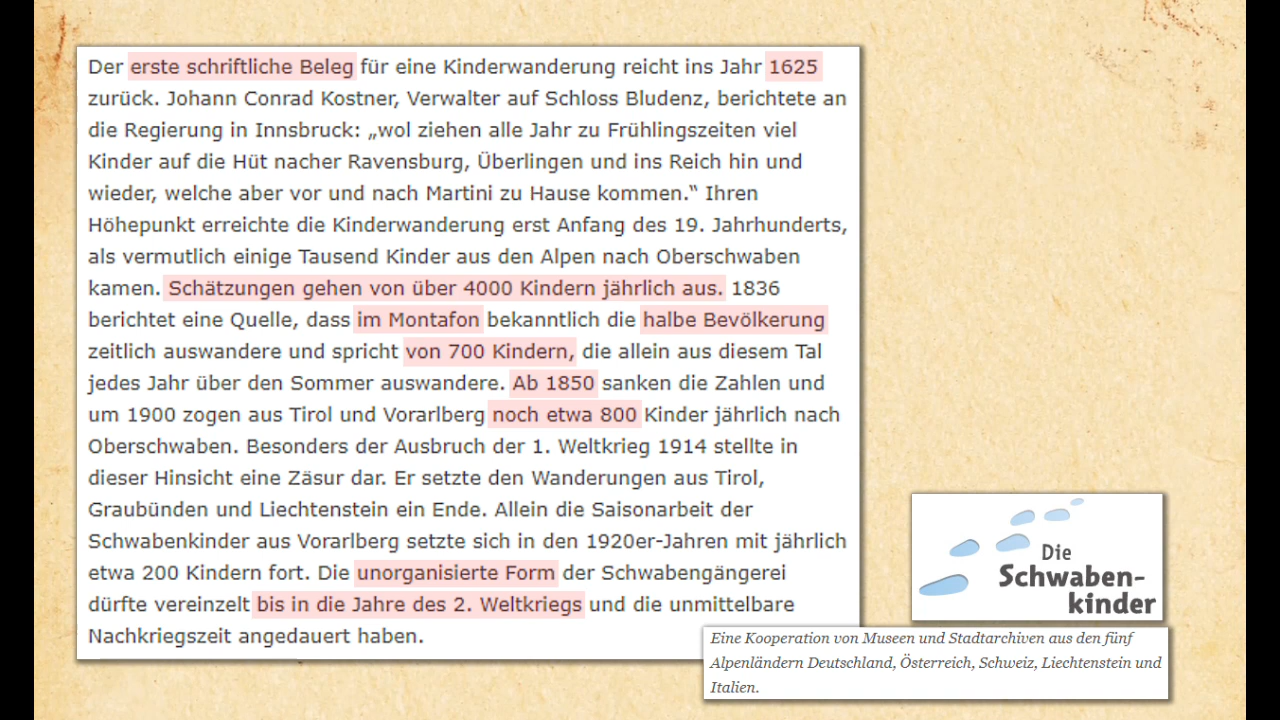 Der erste schriftliche Beleg für eine Kinderwanderung reicht ins Jahr 1625
zurück. Johann Conrad Kostner, Verwalter auf Schloss Bludenz, berichtete an
die Regierung in Innsbruck: „wol ziehen alle Jahr zu Frühlingszeiten viel
Kinder auf die Hüt nacher Ravensburg, Überlingen und ins Reich hin und
wieder, welche aber vor und nach Martini zu Hause kommen.“ Ihren
Höhepunkt erreichte die Kinderwanderung erst Anfang des 19. Jahrhunderts,
als vermutlich einige Tausend Kinder aus den Alpen nach Oberschwaben
kamen. Schätzungen gehen von über 4000 Kindern jährlich aus. 1836
berichtet eine Quelle, dass im Montafon bekanntlich die halbe Bevölkerung
zeitlich auswandere und spricht von 700 Kindern, die allein aus diesem Tal
jedes Jahr über den Sommer auswandere. Ab 1850 sanken die Zahlen und
um 1900 zogen aus Tirol und Vorarlberg noch etwa 800 Kinder jährlich nach
Oberschwaben. Besonders der Ausbruch der 1. Weltkrieg 1914 stellte in
dieser Hinsicht eine Zäsur dar. Er setzte den Wanderungen aus Tirol,
Graubünden und Liechtenstein ein Ende. Allein die Saisonarbeit der
Schwabenkinder aus Vorarlberg setzte sich in den 1920er-Jahren mit jährlich
etwa 200 Kindern fort. Die unorganisierte Form der Schwabengängerei
dürfte vereinzelt bis in die Jahre des 2. Weltkriegs und die unmittelbare
Nachkriegszeit angedauert haben.
Die
Schwaben-
kinder
Eine Kooperation von Museen und Stadtarchiven aus den fünf
Alpenländern Deutschland, Österreich, Schweiz, Liechtenstein und
Italien.